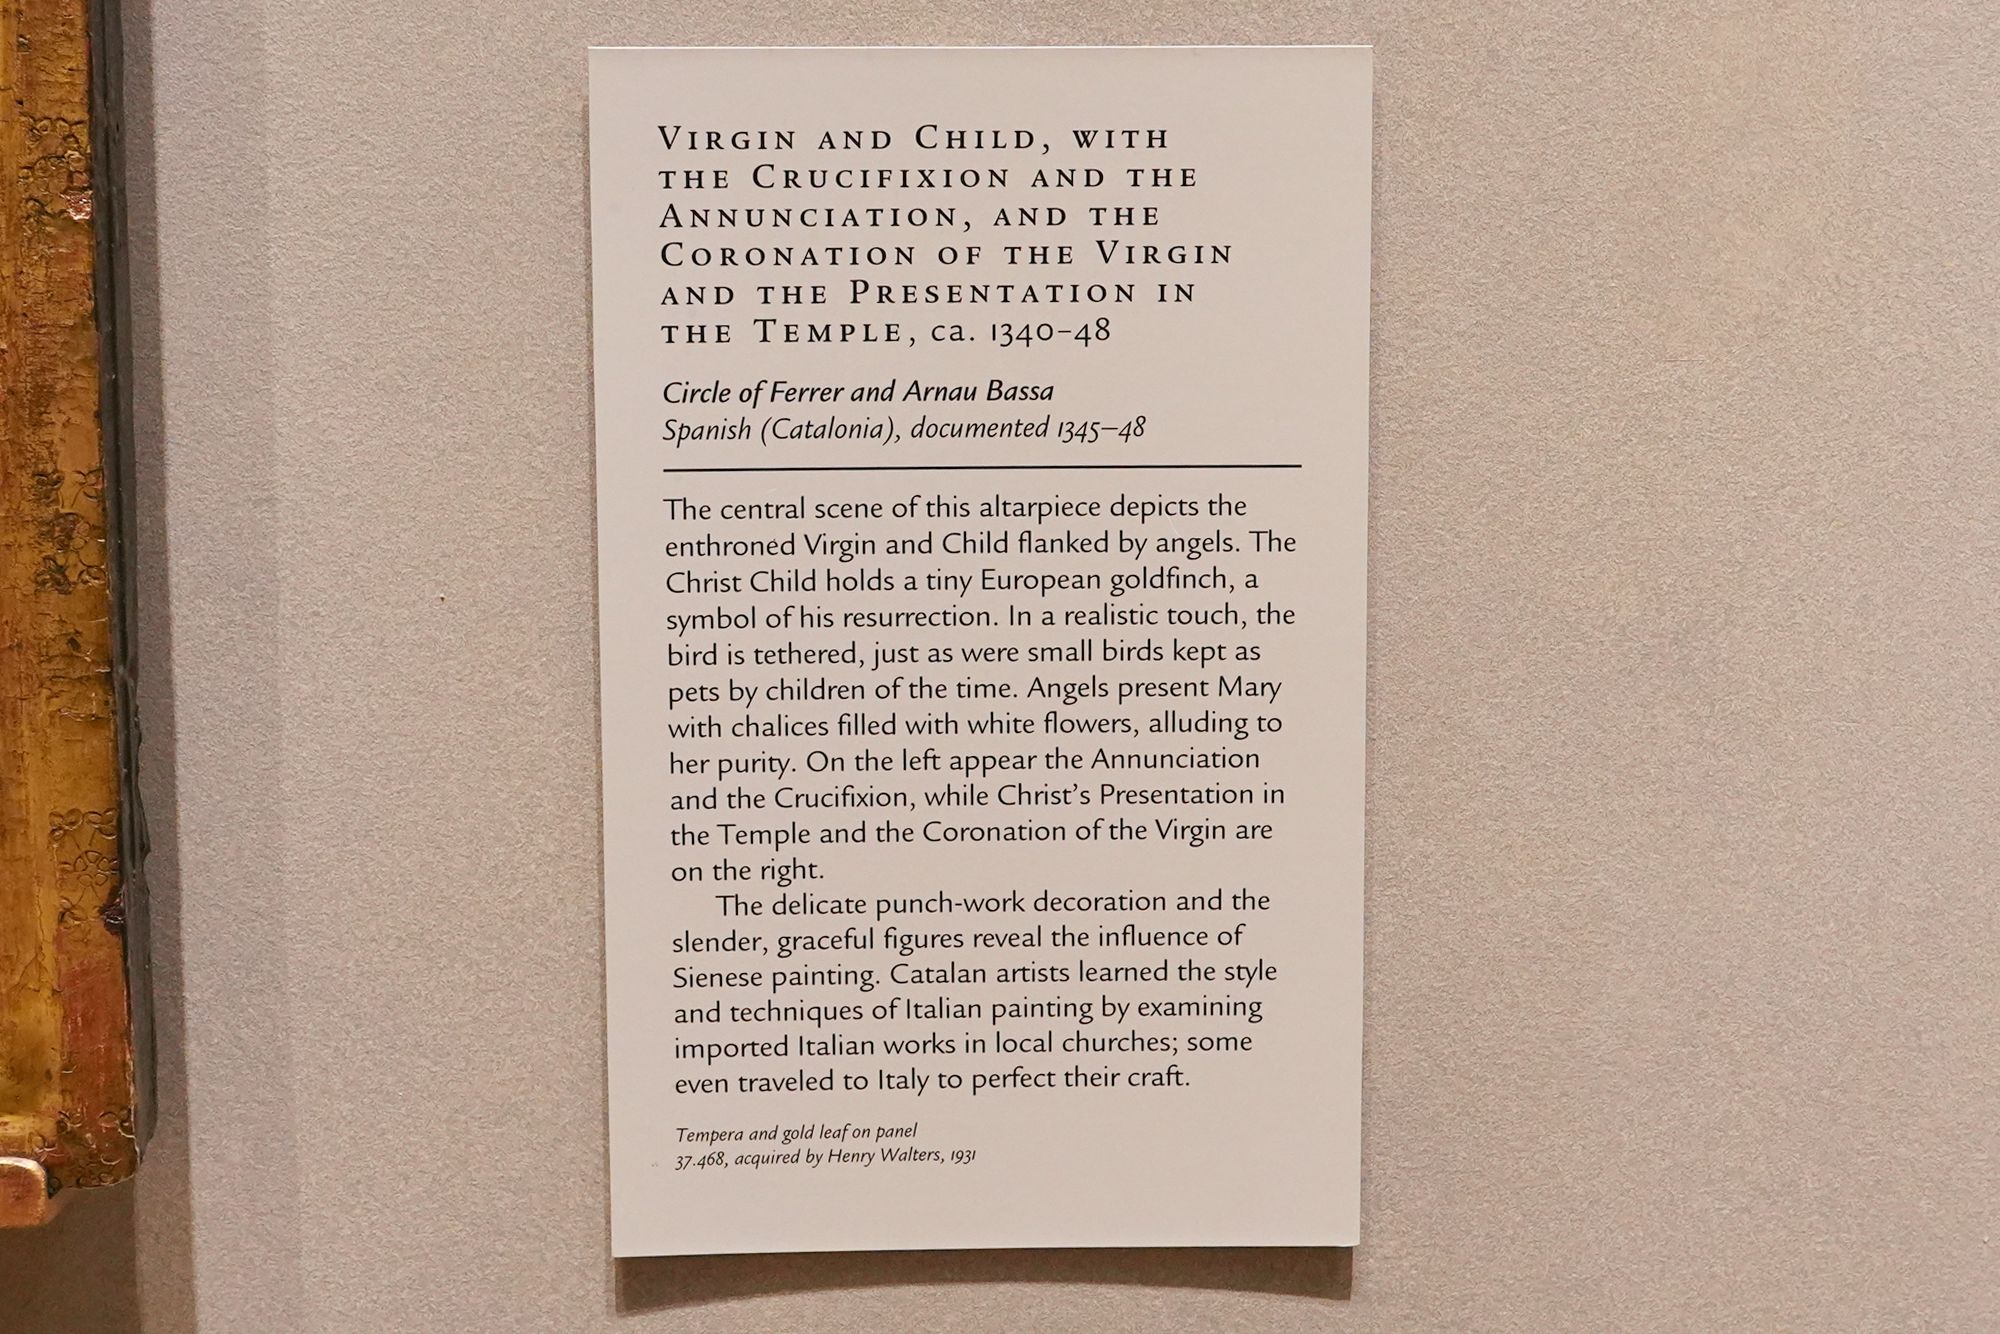 VIRGIN AND CHILD, WITH
THE CRUCIFIXION AND THE
ANNUNCIATION, AND THE
CORONATION OF THE VIRGIN
AND THE PRESENTATION IN
THE TEMPLE, ca. 1340–48
Circle of Ferrer and Arnau Bassa
Spanish (Catalonia), documented 1345–48
The central scene of this altarpiece depicts the
enthroned Virgin and Child flanked by angels. The
Christ Child holds a tiny European goldfinch, a
symbol of his resurrection. In a realistic touch, the
bird is tethered, just as were small birds kept as
pets by children of the time. Angels present Mary
with chalices filled with white flowers, alluding to
her purity. On the left appear the Annunciation
and the Crucifixion, while Christ’s Presentation in
the Temple and the Coronation of the Virgin are
on the right.
The delicate punch-work decoration and the
slender, graceful figures reveal the influence of
Sienese painting. Catalan artists learned the style
and techniques of Italian painting by examining
imported Italian works in local churches; some
even traveled to Italy to perfect their craft.
Tempera and gold leaf on panel
37.468, acquired by Henry Walters, 1931